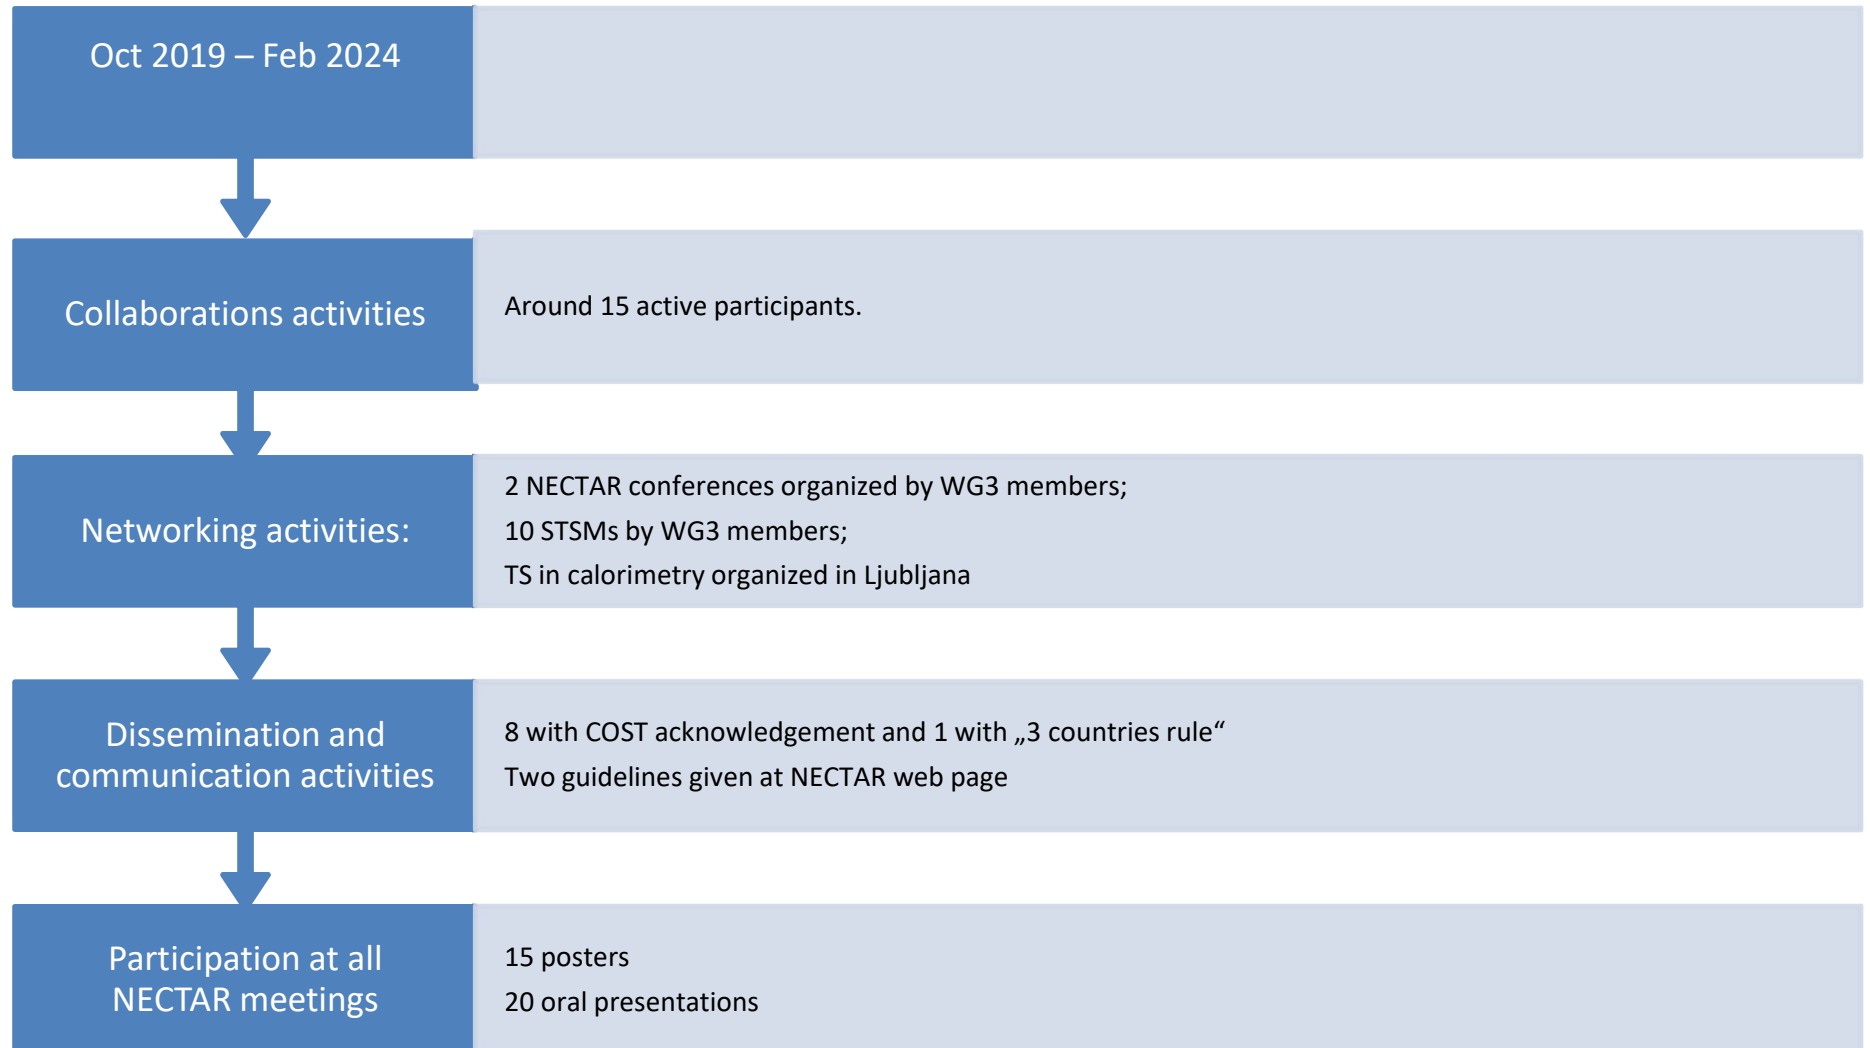 Oct 2019 – Feb 2024
Collaborations activities
Around 15 active participants.
Networking activities:
2 NECTAR conferences organized by WG3 members;
10 STSMs by WG3 members;
TS in calorimetry organized in Ljubljana
Dissemination and
communication activities
8 with COST acknowledgement and 1 with „3 countries rule“
Two guidelines given at NECTAR web page
Participation at all
NECTAR meetings
15 posters
20 oral presentations